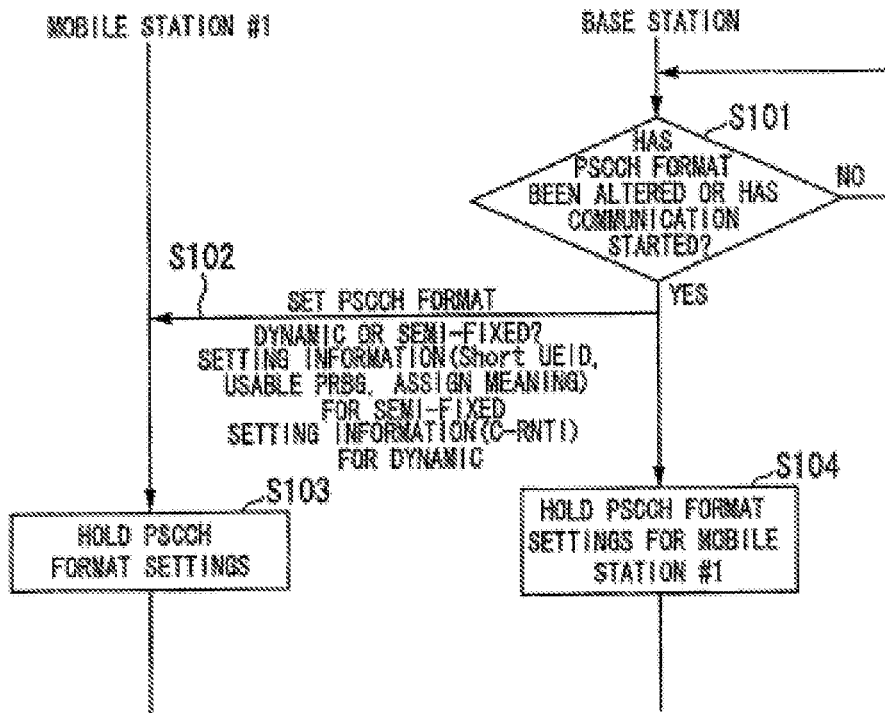 MOBILE STATION #1
BASE STATION
S101
HAS
PSCCH FORMAT
BEEN ALTERED OR HAS
COMMUNICATION
STARTED?
NO
YES
S102
SET PSCCH FORMAT
DYNAMIC OR SEMI-FIXED?
SETTING INFORMATION(Short UEID,
USABLE PRBG, ASSIGN MEANING)
FOR SEMI-FIXED
SETTING INFORMATION(C-RNTI)
FOR DYNAMIC
S103
HOLD PSCCH
FORMAT SETTINGS
S104
HOLD PSCCH FORMAT
SETTINGS FOR MOBILE
STATION #1